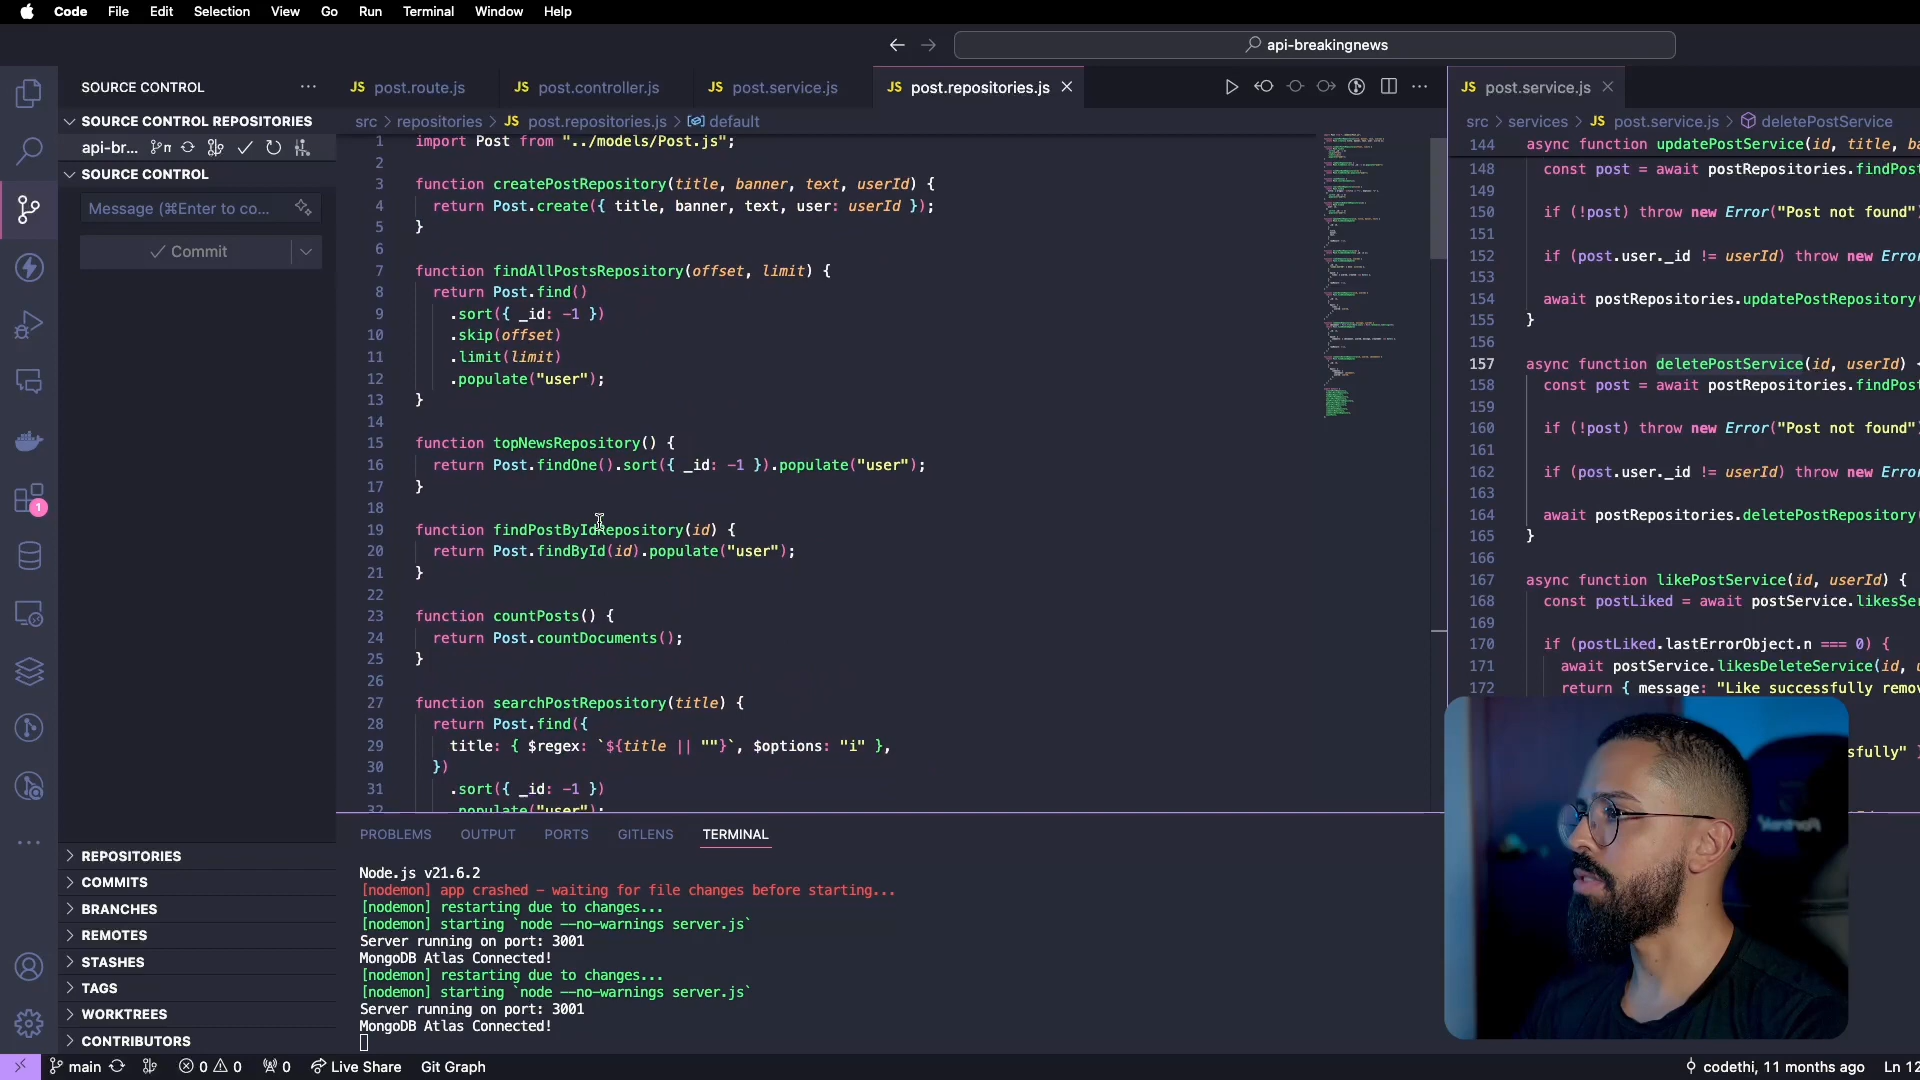 Code File Edit Selection View Go Run Terminal Window Help
api-breakingnews
SOURCE CONTROL
SOURCE CONTROL REPOSITORIES
api-br...
SOURCE CONTROL
Message (⌘Enter to co...
Commit
REPOSITORIES
COMMITS
BRANCHES
REMOTES
STASHES
TAGS
WORKTREES
CONTRIBUTORS
1
JS post.route.js JS post.controller.js JS post.service.js JS post.repositories.js
src > repositories > JS post.repositories.js > default
1 import Post from "../models/Post.js";
2
3 function createPostRepository(title, banner, text, userId) {
4 return Post.create({ title, banner, text, user: userId });
5 }
6
7 function findAllPostsRepository(offset, limit) {
8 return Post.find()
9 .sort({ _id: -1 })
10 .skip(offset)
11 .limit(limit)
12 .populate("user");
13 }
14
15 function topNewsRepository() {
16 return Post.findOne().sort({ _id: -1 }).populate("user");
17 }
18
19 function findPostByIdRepository(id) {
20 return Post.findById(id).populate("user");
21 }
22
23 function countPosts() {
24 return Post.countDocuments();
25 }
26
27 function searchPostRepository(title) {
28 return Post.find({
29 title: { $regex: `${title || ""}`, $options: "i" },
30 })
31 .sort({ _id: -1 })
32 .populate("user");
JS post.service.js
src > services > JS post.service.js > deletePostService
144 async function updatePostService(id, title, ba
148 const post = await postRepositories.findPos
149
150 if (!post) throw new Error("Post not found")
151
152 if (post.user._id != userId) throw new Erro
153
154 await postRepositories.updatePostRepository
155 }
156
157 async function deletePostService(id, userId) {
158 const post = await postRepositories.findPos
159
160 if (!post) throw new Error("Post not found")
161
162 if (post.user._id != userId) throw new Erro
163
164 await postRepositories.deletePostRepository
165 }
166
167 async function likePostService(id, userId) {
168 const postLiked = await postService.likesSe
169
170 if (postLiked.lastErrorObject.n === 0) {
171 await postService.likesDeleteService(id, u
172 return { message: "Like successfully remo
sfully" }
PROBLEMS OUTPUT PORTS GITLENS TERMINAL
Node.js v21.6.2
[nodemon] app crashed - waiting for file changes before starting...
[nodemon] restarting due to changes...
[nodemon] starting `node --no-warnings server.js`
Server running on port: 3001
MongoDB Atlas Connected!
[nodemon] restarting due to changes...
[nodemon] starting `node --no-warnings server.js`
Server running on port: 3001
MongoDB Atlas Connected!
main 0 0 0 Live Share Git Graph codethi, 11 months ago Ln 12